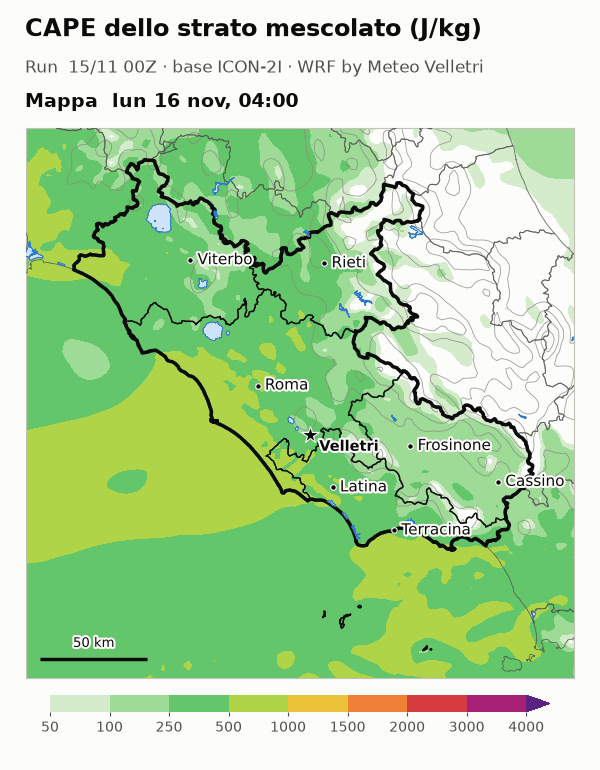 CAPE dello strato mescolato (J/kg)
Run  15/11 00Z · base ICON-2I · WRF by Meteo Velletri
Mappa  lun 16 nov, 04:00
Viterbo
Rieti
Roma
Velletri
Frosinone
Cassino
Latina
Terracina
50 km
50 100 250 500 1000 1500 2000 3000 4000